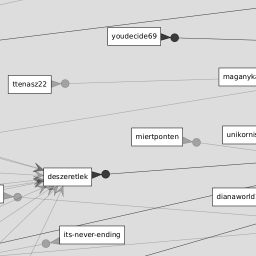 youdecide69
maganyk
ttenasz22
miertponten
unikornis
deszeretlek
dianaworld
its-never-ending